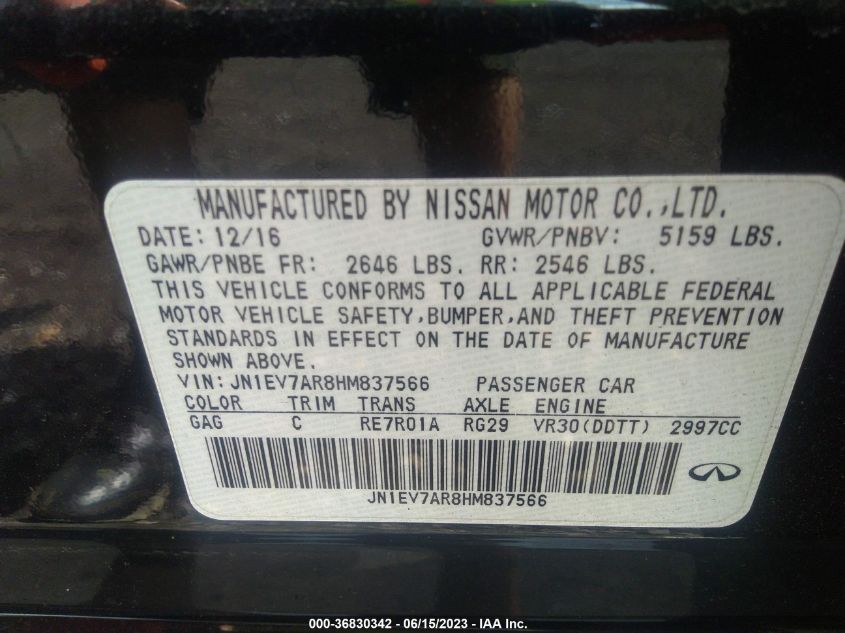 MANUFACTURED BY NISSAN MOTOR CO.,LTD.
DATE: 12/16 GVWR/PNBV: 5159 LBS.
GAWR/PNBE FR: 2646 LBS. RR: 2546 LBS.
THIS VEHICLE CONFORMS TO ALL APPLICABLE FEDERAL
MOTOR VEHICLE SAFETY,BUMPER,AND THEFT PREVENTION
STANDARDS IN EFFECT ON THE DATE OF MANUFACTURE
SHOWN ABOVE.
VIN: JN1EV7AR8HM837566 PASSENGER CAR
COLOR TRIM TRANS AXLE ENGINE
GAG C RE7R01A RG29 VR30(DDTT) 2997CC
JN1EV7AR8HM837566
000-36830342 - 06/15/2023 - IAA Inc.